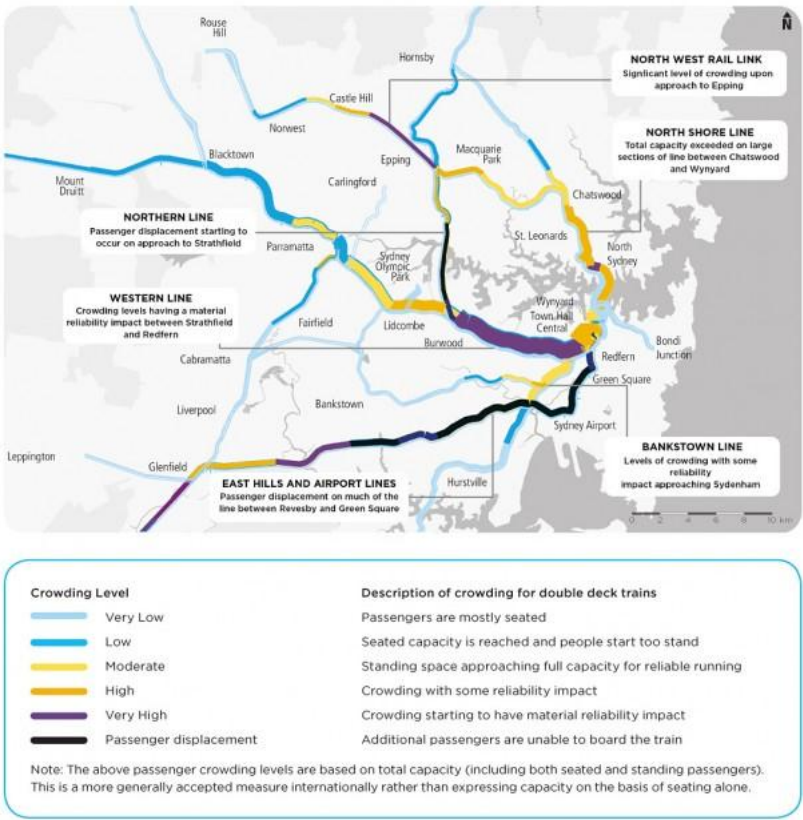 Rouse
Hill
Hornsby
N
NORTH WEST RAIL LINK
Signficant level of crowding upon
approach to Epping
Castle Hill
Norwest
NORTH SHORE LINE
Total capacity exceeded on large
sections of line between Chatswood
and Wynyard
Macquarie
Park
Epping
Blacktown
Mount
Druitt
Carlingford
Chatswood
NORTHERN LINE
Passenger displacement starting to
occur on approach to Strathfield
Parramatta
St. Leonards
North
Sydney
Sydney
Olympic
Park
WESTERN LINE
Crowding levels having a material
reliability impact between Strathfield
and Redfern
Wynyard
Town Hall
Central
Fairfield
Lidcombe
Burwood
Bondi
Junction
Redfern
Cabramatta
Green Square
Liverpool
Bankstown
Sydney Airport
BANKSTOWN LINE
Levels of crowding with some
reliability
impact approaching Sydenham
Leppington
Glenfield
EAST HILLS AND AIRPORT LINES
Passenger displacement on much of the
line between Revesby and Green Square
Hurstville
0 2 4 6 8 10 km
Crowding Level
Description of crowding for double deck trains
Very Low
Passengers are mostly seated
Low
Seated capacity is reached and people start too stand
Moderate
Standing space approaching full capacity for reliable running
High
Crowding with some reliability impact
Very High
Crowding starting to have material reliability impact
Passenger displacement
Additional passengers are unable to board the train
Note: The above passenger crowding levels are based on total capacity (including both seated and standing passengers).
This is a more generally accepted measure internationally rather than expressing capacity on the basis of seating alone.